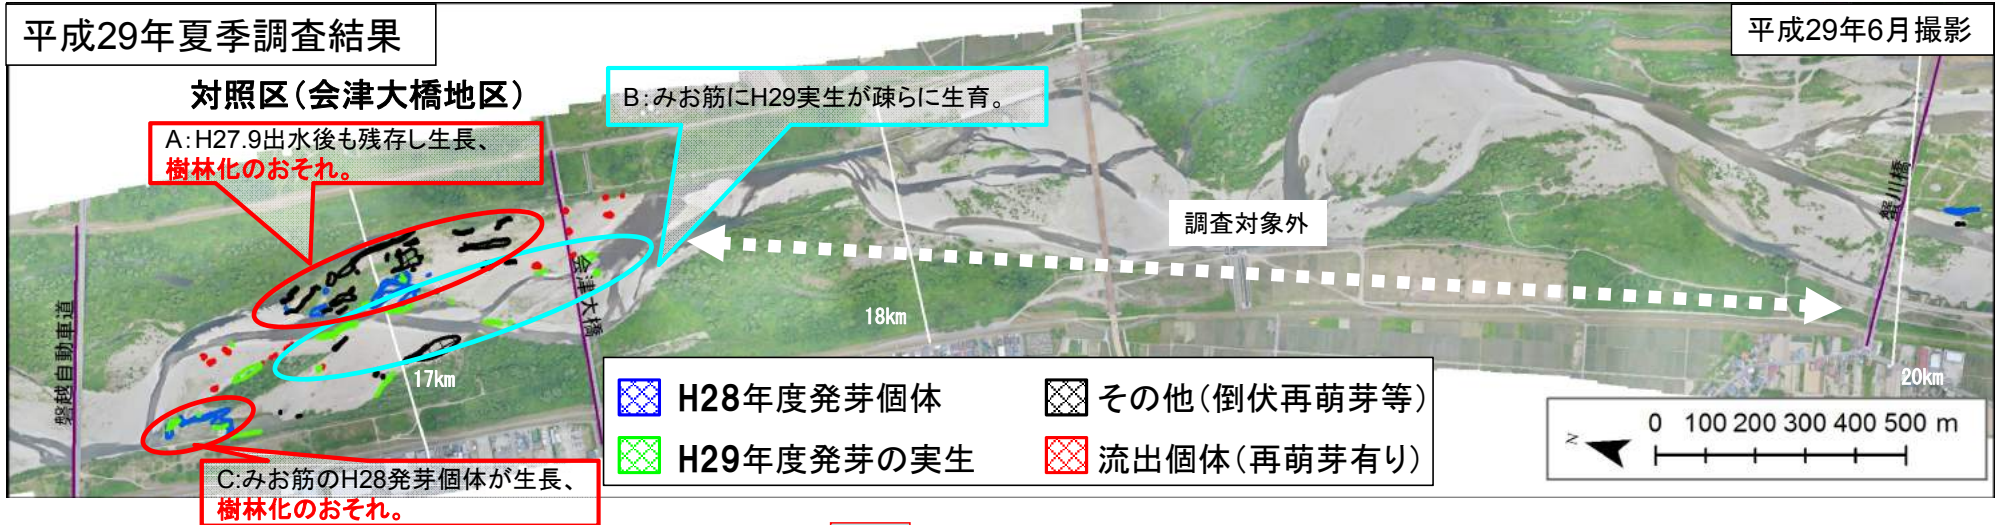 平成29年夏季調査結果
平成29年6月撮影
対照区（会津大橋地区）
A：H27.9出水後も残存し生長、
樹林化のおそれ。
B：みお筋にH29実生が疎らに生育。
調査対象外
蟹川橋
会津大橋
磐越自動車道
18km
17km
20km
H28年度発芽個体
その他（倒伏再萌芽等）
H29年度発芽の実生
流出個体（再萌芽有り）
N
0 100 200 300 400 500 m
C：みお筋のH28発芽個体が生長、
樹林化のおそれ。